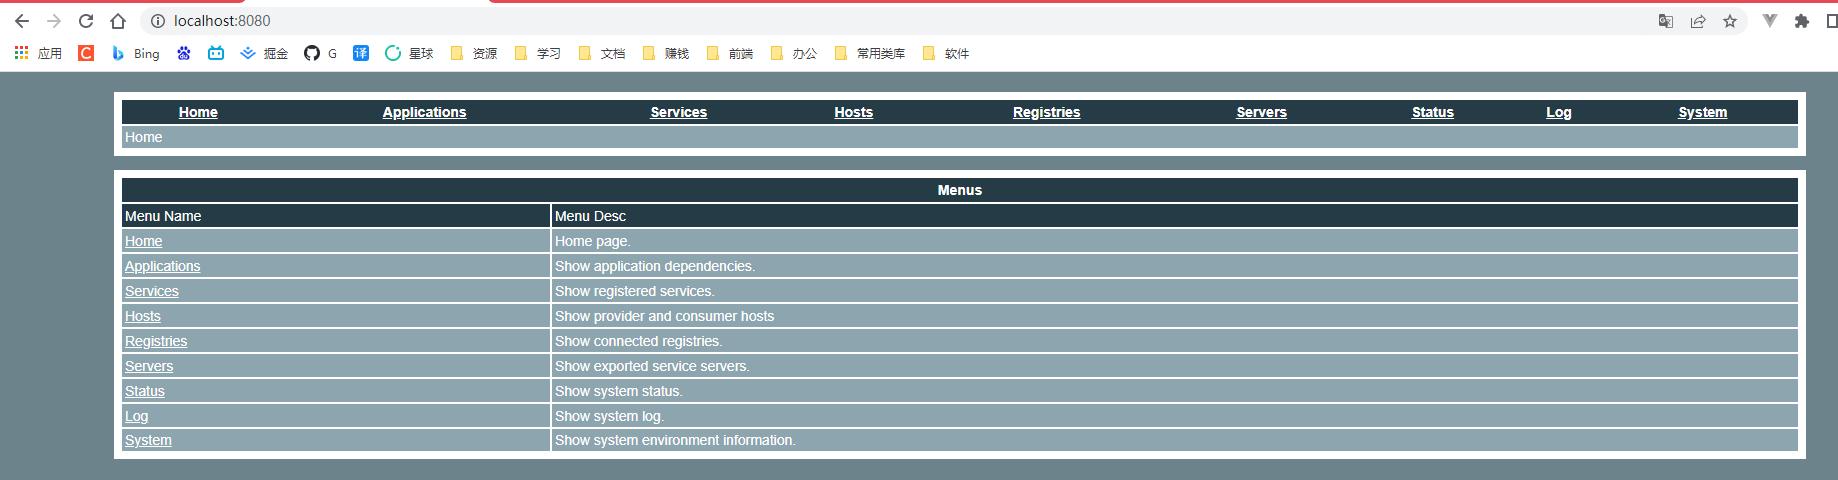 localhost:8080
应用 C Bing 掘金 G 译 星球 资源 学习 文档 赚钱 前端 办公 常用类库 软件
Home Applications Services Hosts Registries Servers Status Log System
Home
Menus
Menu Name Menu Desc
Home Home page.
Applications Show application dependencies.
Services Show registered services.
Hosts Show provider and consumer hosts
Registries Show connected registries.
Servers Show exported service servers.
Status Show system status.
Log Show system log.
System Show system environment information.